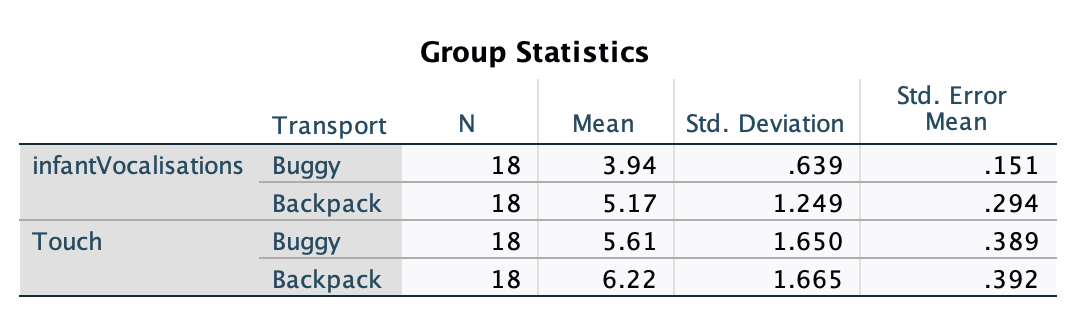 Group Statistics
Transport N Mean Std. Deviation Std. Error Mean
infantVocalisations Buggy 18 3.94 .639 .151
Backpack 18 5.17 1.249 .294
Touch Buggy 18 5.61 1.650 .389
Backpack 18 6.22 1.665 .392